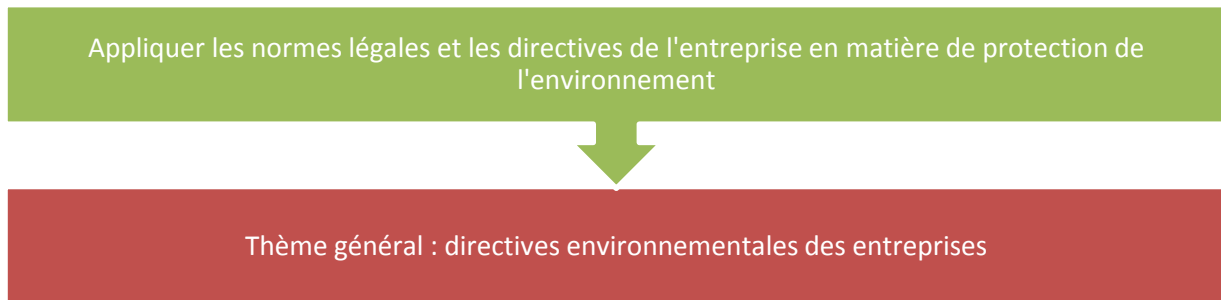 Appliquer les normes légales et les directives de l'entreprise en matière de protection de
l'environnement
Thème général : directives environnementales des entreprises